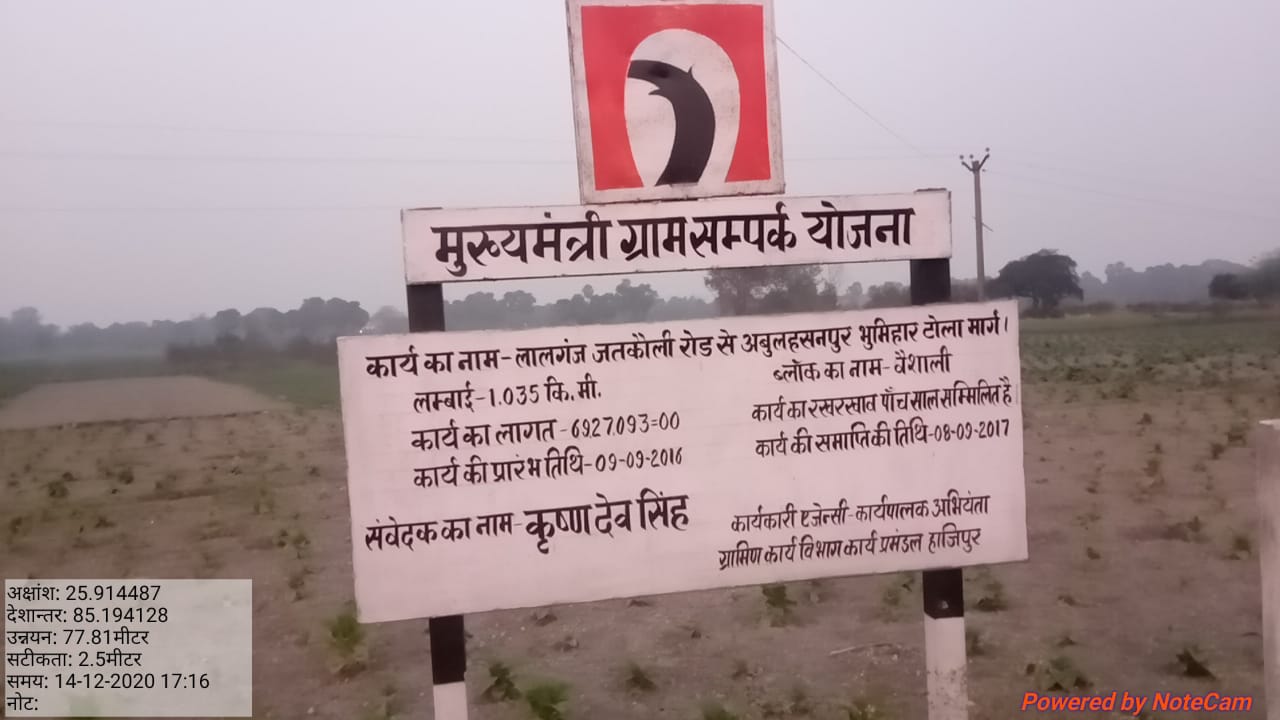 मुख्यमंत्री ग्रामसम्पर्क योजना
कार्य का नाम-लालगंज जतकौली रोड से अबुलहसनपुर भुमिहार टोला मार्ग।
लम्बाई-1.035 कि.मी.
ब्लॉक का नाम- वैशाली
कार्य का लागत -6927093=00
कार्य का रखरखाव पाँच साल सम्मिलित है
कार्य की प्रारंभ तिथि-09-09-2016
कार्य की समाप्ति की तिथि-08-09-2017
संवेदक का नाम- कृष्ण देव सिंह
कार्यकारी एजेन्सी-कार्यपालक अभियंता
ग्रामिण कार्य विभाग कार्य प्रमंडल हाजिपुर
अक्षांश: 25.914487
देशान्तर: 85.194128
उन्नयन: 77.81मीटर
सटीकता: 2.5मीटर
समय: 14-12-2020 17:16
नोट:
Powered by NoteCam